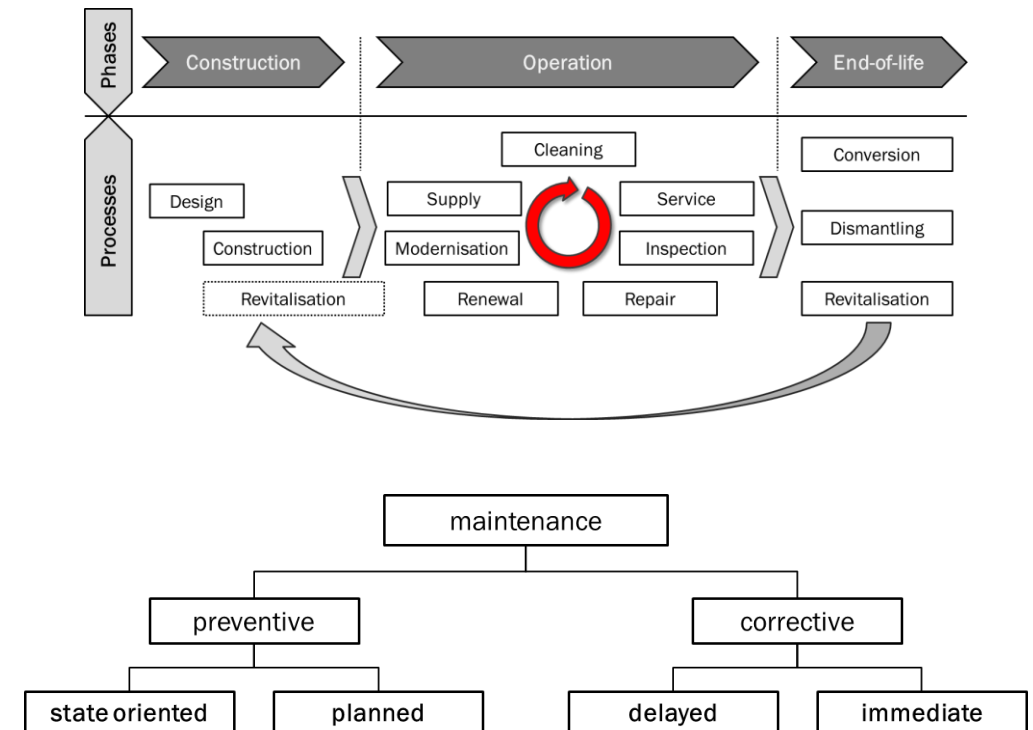 Phases
Construction
Operation
End-of-life
Processes
Cleaning
Conversion
Design
Supply
Service
Dismantling
Construction
Modernisation
Inspection
Revitalisation
Renewal
Repair
Revitalisation
maintenance
preventive
corrective
state oriented
planned
delayed
immediate